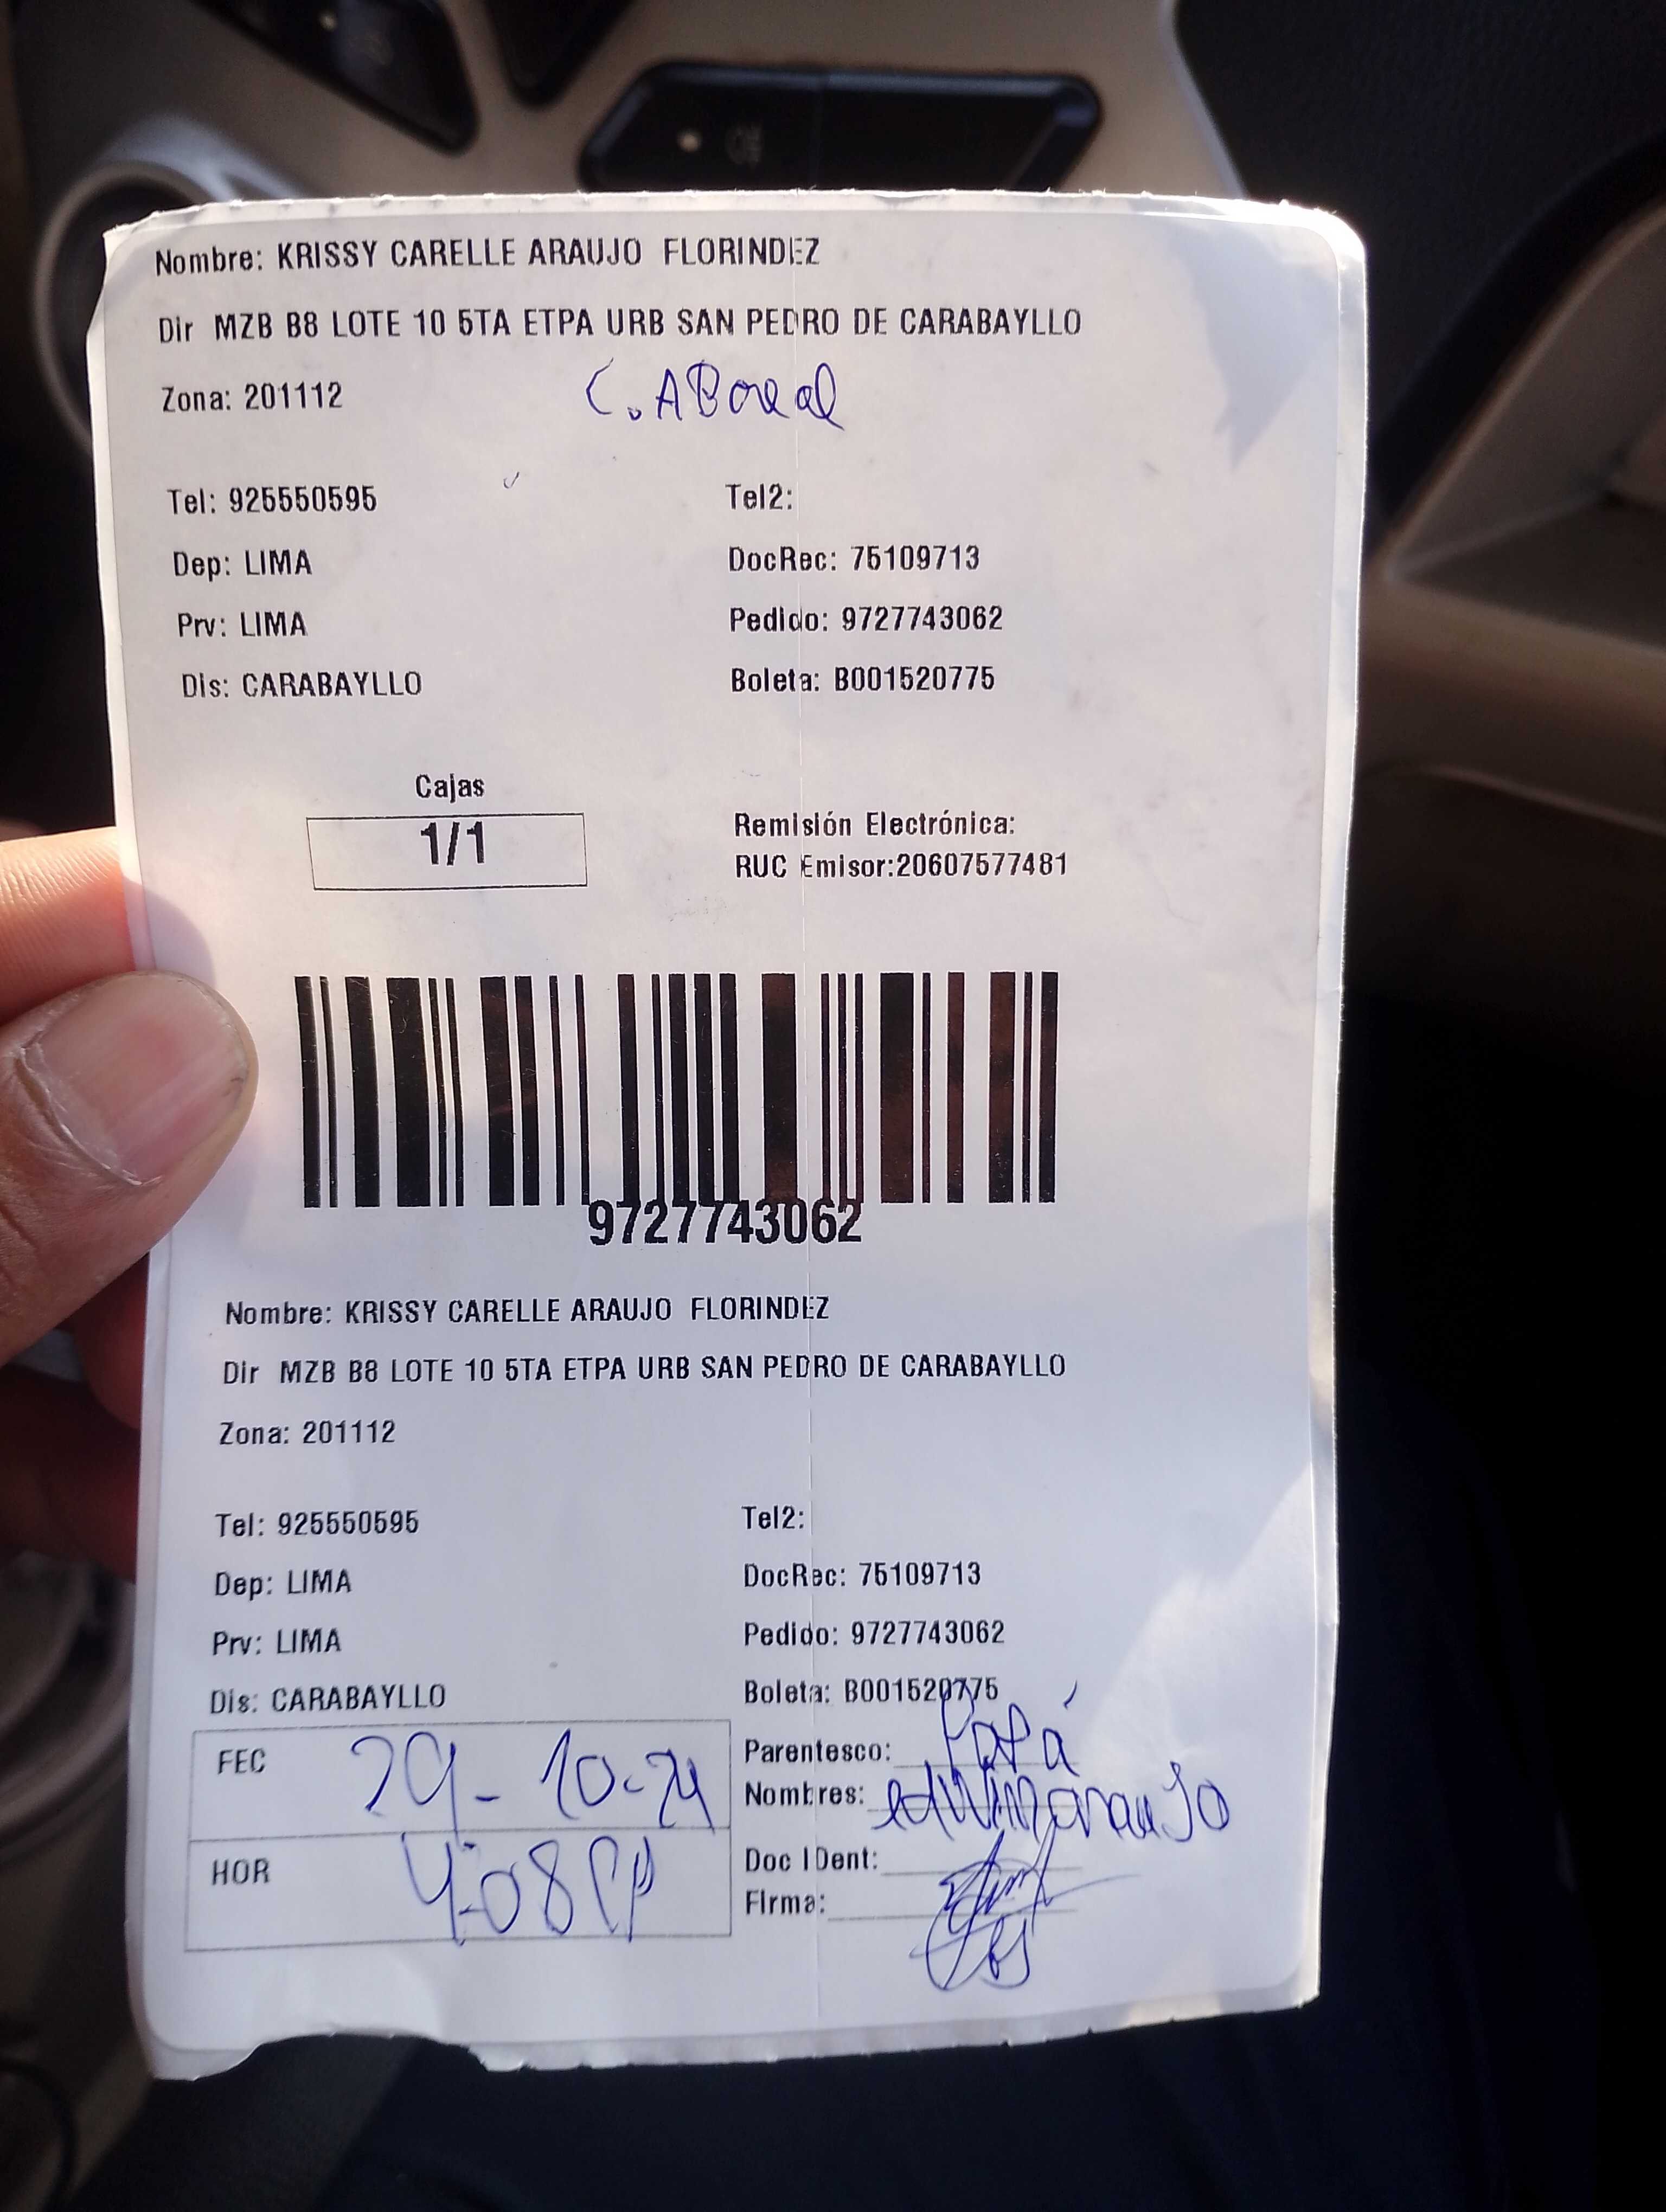 Nombre: KRISSY CARELLE ARAUJO FLORINDEZ
Dir MZB B8 LOTE 10 5TA ETPA URB SAN PEDRO DE CARABAYLLO
Zona: 201112
Tel: 925550595 Tel2:
Dep: LIMA DocRec: 75109713
Prv: LIMA Pedido: 9727743062
Dis: CARABAYLLO Boleta: B001520775
Cajas
1/1
Remisión Electrónica:
RUC Emisor:20607577481
9727743062
Nombre: KRISSY CARELLE ARAUJO FLORINDEZ
Dir MZB B8 LOTE 10 5TA ETPA URB SAN PEDRO DE CARABAYLLO
Zona: 201112
Tel: 925550595 Tel2:
Dep: LIMA DocRec: 75109713
Prv: LIMA Pedido: 9727743062
Dis: CARABAYLLO Boleta: B001520775
FEC 29-10-24 Parentesco: Papá
Nombres: edwin araujo
HOR 4:08 Doc IDent:
Firma: